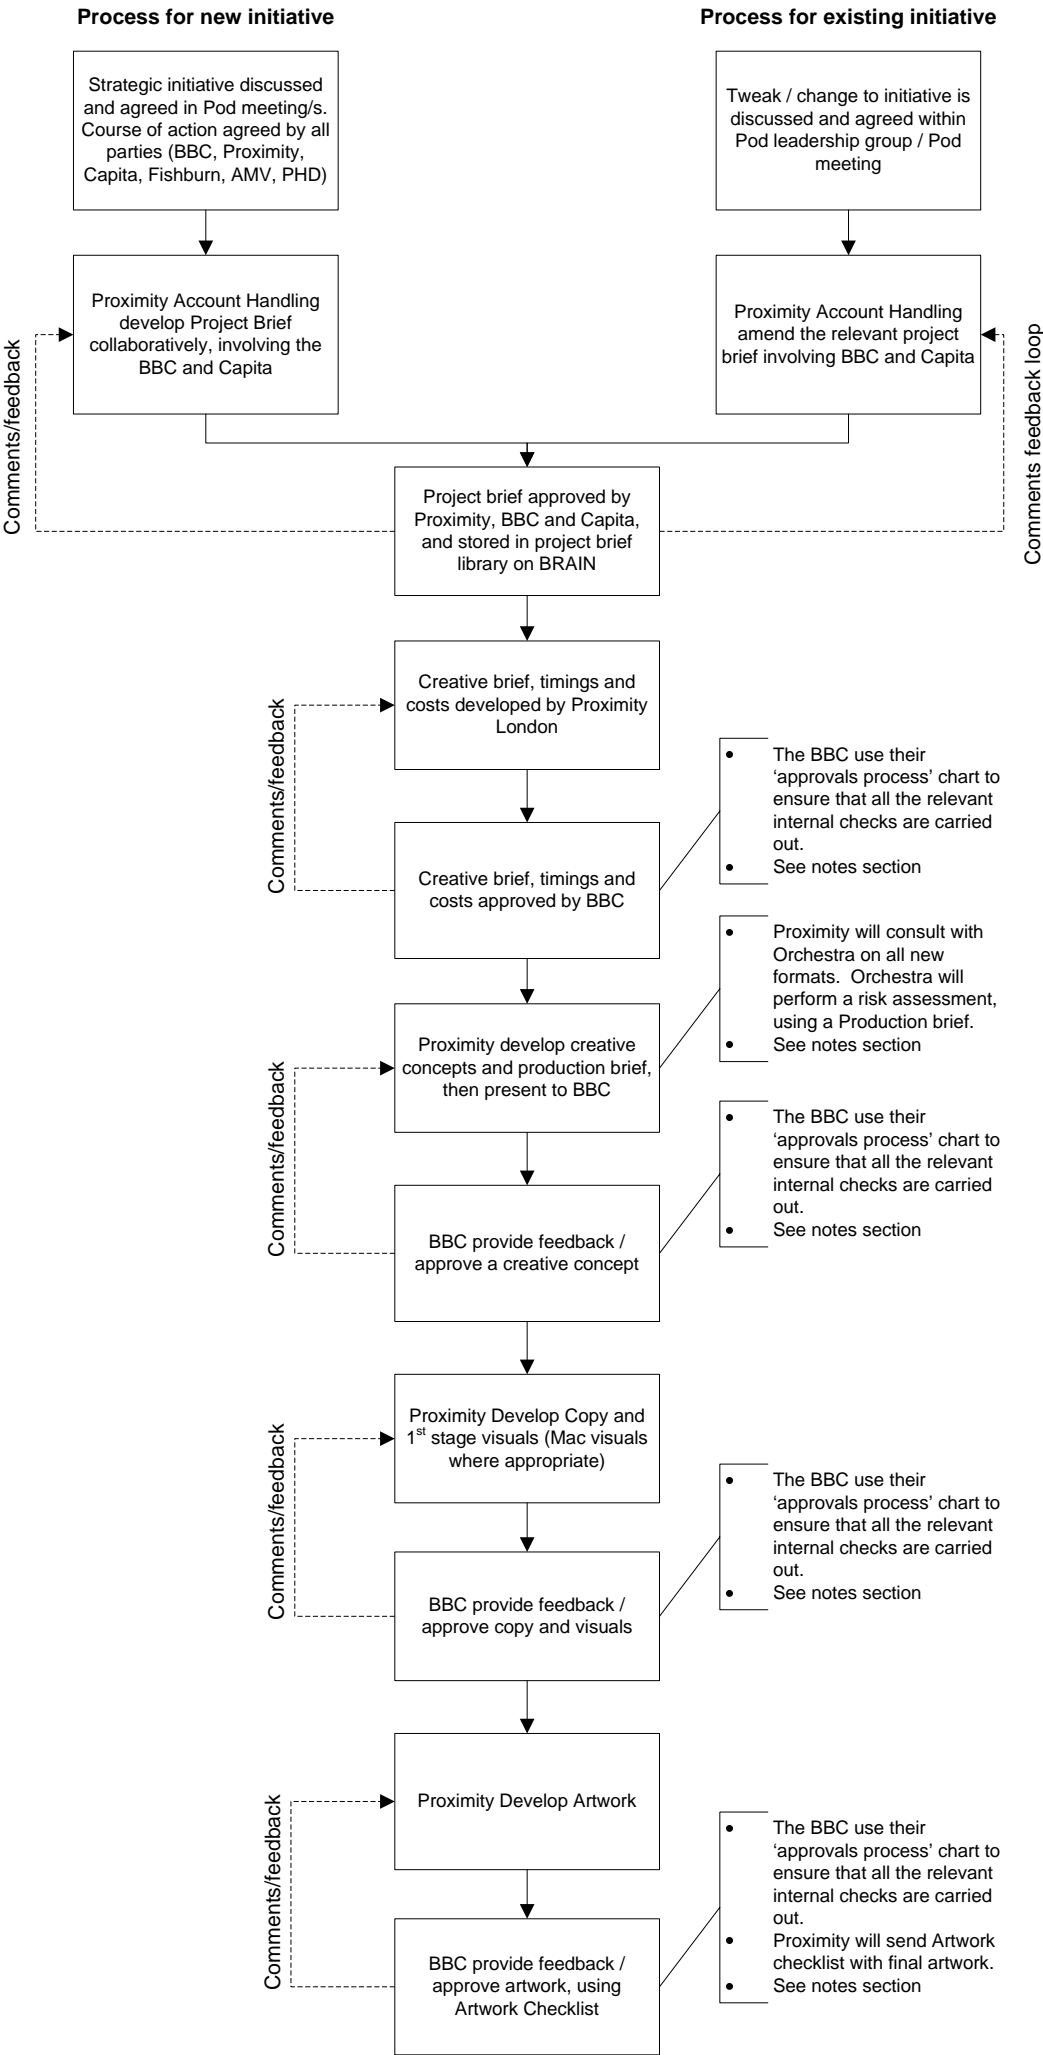 Process for new initiative
Process for existing initiative
Strategic initiative discussed
and agreed in Pod meeting/s.
Course of action agreed by all
parties (BBC, Proximity,
Capita, Fishburn, AMV, PHD)
Tweak / change to initiative is
discussed and agreed within
Pod leadership group / Pod
meeting
Proximity Account Handling
develop Project Brief
collaboratively, involving the
BBC and Capita
Proximity Account Handling
amend the relevant project
brief involving BBC and Capita
Comments/feedback
Comments feedback loop
Project brief approved by
Proximity, BBC and Capita,
and stored in project brief
library on BRAIN
Creative brief, timings and
costs developed by Proximity
London
Comments/feedback
Creative brief, timings and
costs approved by BBC
• The BBC use their
‘approvals process’ chart to
ensure that all the relevant
internal checks are carried
out.
• See notes section
Proximity develop creative
concepts and production brief,
then present to BBC
• Proximity will consult with
Orchestra on all new
formats. Orchestra will
perform a risk assessment,
using a Production brief.
• See notes section
Comments/feedback
BBC provide feedback /
approve a creative concept
• The BBC use their
‘approvals process’ chart to
ensure that all the relevant
internal checks are carried
out.
• See notes section
Proximity Develop Copy and
1st stage visuals (Mac visuals
where appropriate)
Comments/feedback
BBC provide feedback /
approve copy and visuals
• The BBC use their
‘approvals process’ chart to
ensure that all the relevant
internal checks are carried
out.
• See notes section
Proximity Develop Artwork
Comments/feedback
BBC provide feedback /
approve artwork, using
Artwork Checklist
• The BBC use their
‘approvals process’ chart to
ensure that all the relevant
internal checks are carried
out.
• Proximity will send Artwork
checklist with final artwork.
• See notes section